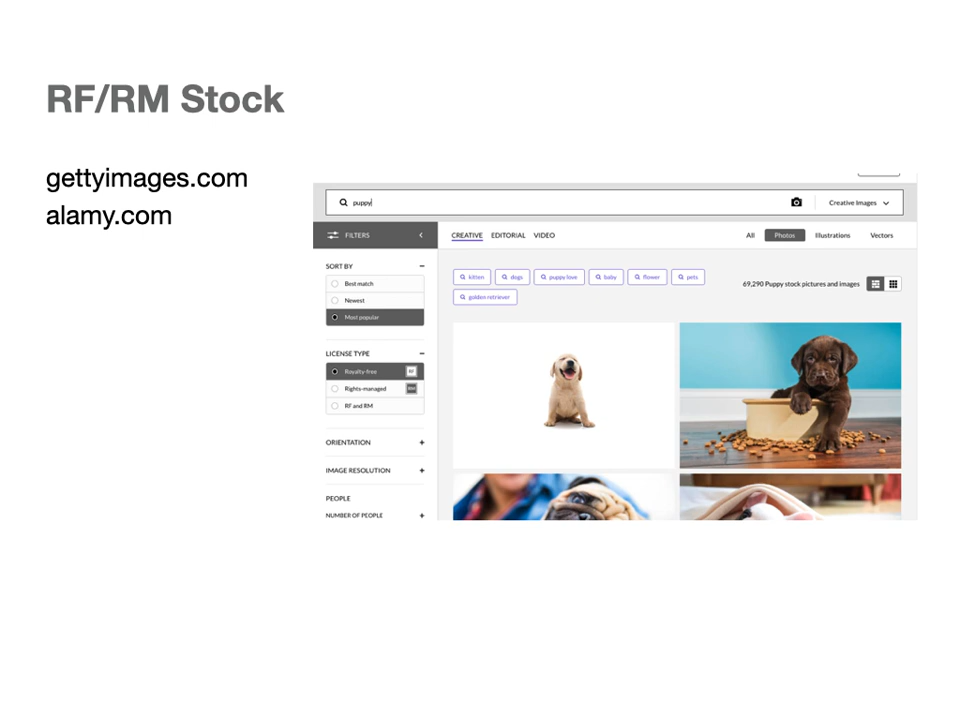 RF/RM Stock
gettyimages.com
alamy.com
puppy
Creative Images
FILTERS
CREATIVE EDITORIAL VIDEO
All Photos Illustrations Vectors
SORT BY
Best match
Newest
Most popular
kitten dogs puppy love baby flower pets
golden retriever
69,290 Puppy stock pictures and images
LICENSE TYPE
Royalty-free RF
Rights-managed RM
RF and RM
ORIENTATION
IMAGE RESOLUTION
PEOPLE
NUMBER OF PEOPLE